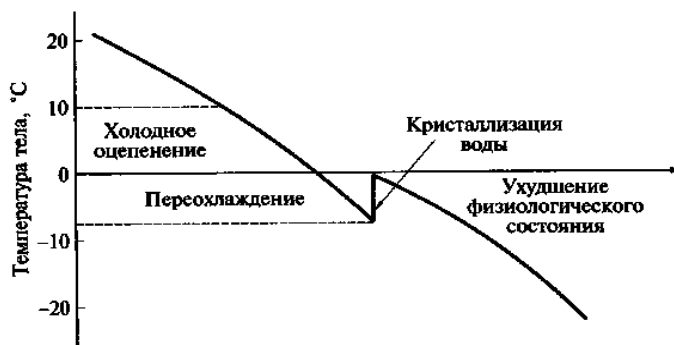 Температура тела, °C
20
10
0
−10
−20
Холодное
оцепенение
Переохлаждение
Кристаллизация
воды
Ухудшение
физиологического
состояния